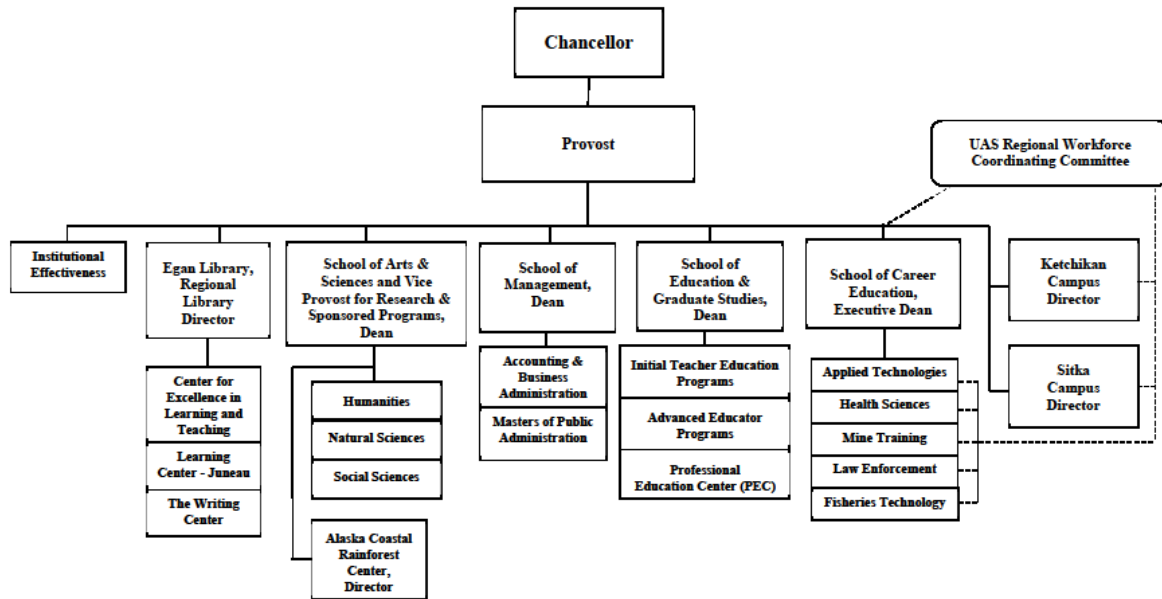 Chancellor
Provost
UAS Regional Workforce
Coordinating Committee
Institutional
Effectiveness
Egan Library,
Regional
Library
Director
School of Arts &
Sciences and Vice
Provost for Research &
Sponsored Programs,
Dean
School of
Management,
Dean
School of
Education &
Graduate Studies,
Dean
School of Career
Education,
Executive Dean
Ketchikan
Campus
Director
Sitka
Campus
Director
Center for
Excellence in
Learning and
Teaching
Learning
Center - Juneau
The Writing
Center
Humanities
Natural Sciences
Social Sciences
Alaska Coastal
Rainforest
Center,
Director
Accounting &
Business
Administration
Masters of Public
Administration
Initial Teacher Education
Programs
Advanced Educator
Programs
Professional
Education Center (PEC)
Applied Technologies
Health Sciences
Mine Training
Law Enforcement
Fisheries Technology